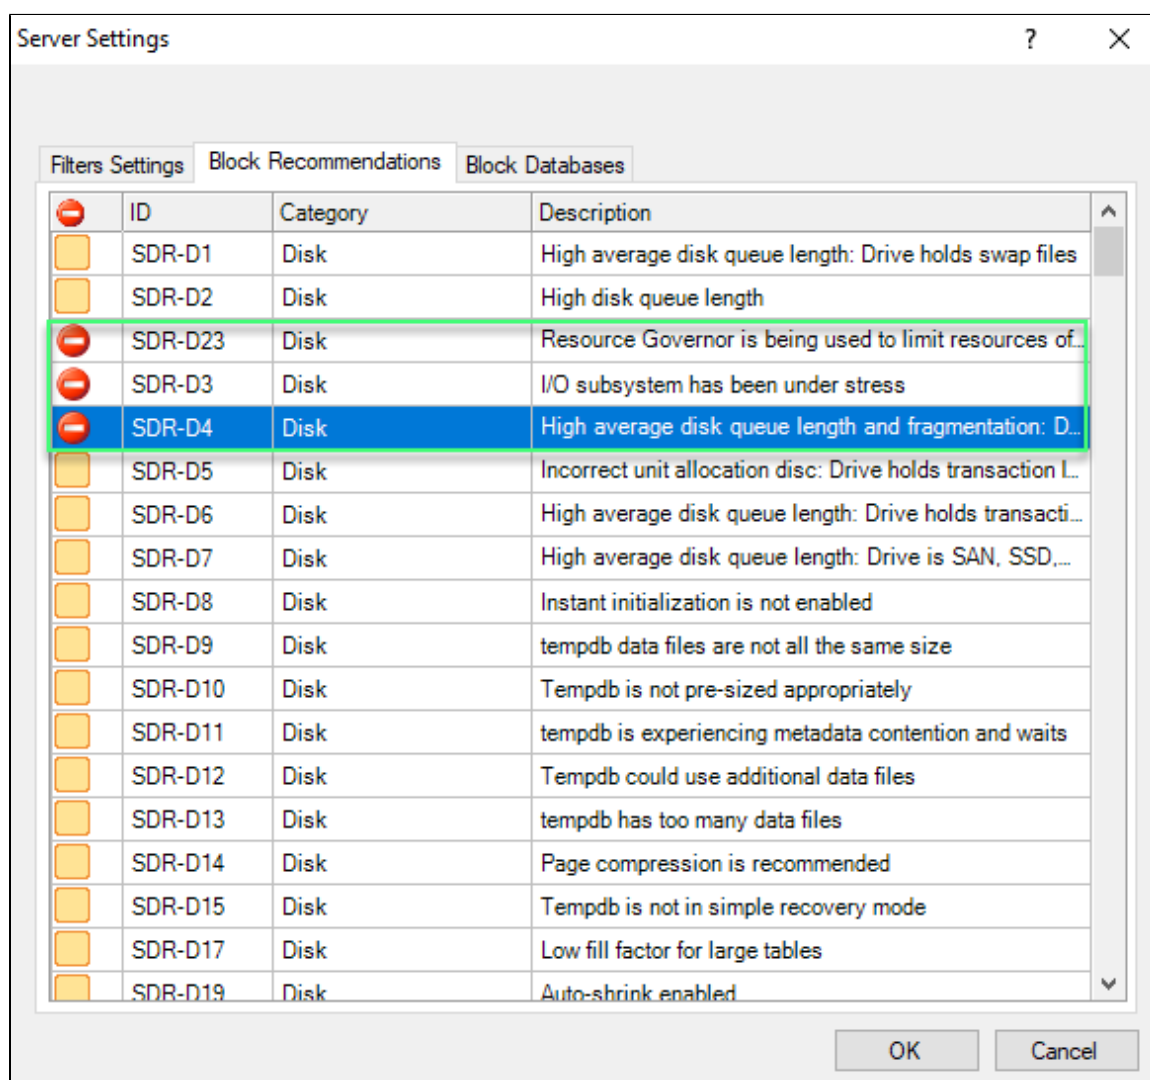 Server Settings ?
Filters Settings Block Recommendations Block Databases
ID Category Description
SDR-D1 Disk High average disk queue length: Drive holds swap files
SDR-D2 Disk High disk queue length
SDR-D23 Disk Resource Governor is being used to limit resources of...
SDR-D3 Disk I/O subsystem has been under stress
SDR-D4 Disk High average disk queue length and fragmentation: D...
SDR-D5 Disk Incorrect unit allocation disc: Drive holds transaction l...
SDR-D6 Disk High average disk queue length: Drive holds transacti...
SDR-D7 Disk High average disk queue length: Drive is SAN, SSD,...
SDR-D8 Disk Instant initialization is not enabled
SDR-D9 Disk tempdb data files are not all the same size
SDR-D10 Disk Tempdb is not pre-sized appropriately
SDR-D11 Disk tempdb is experiencing metadata contention and waits
SDR-D12 Disk Tempdb could use additional data files
SDR-D13 Disk tempdb has too many data files
SDR-D14 Disk Page compression is recommended
SDR-D15 Disk Tempdb is not in simple recovery mode
SDR-D17 Disk Low fill factor for large tables
SDR-D19 Disk Auto-shrink enabled
OK Cancel